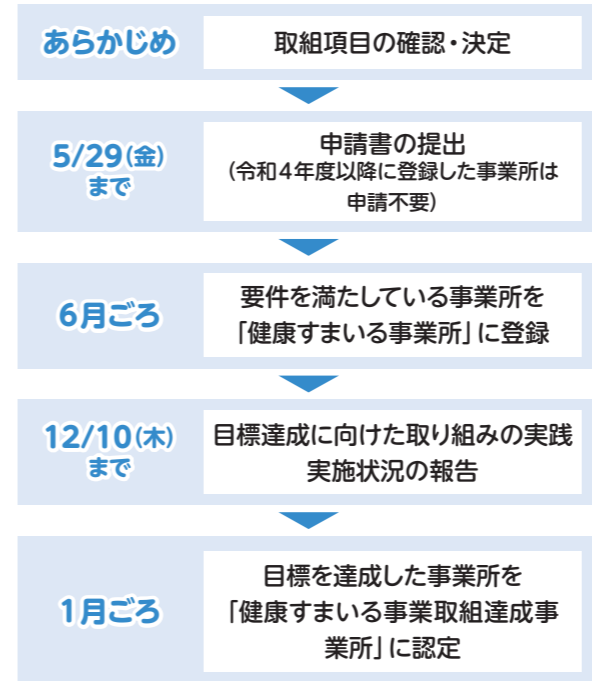 あらかじめ
取組項目の確認・決定
5/29(金)
まで
申請書の提出
(令和4年度以降に登録した事業所は
申請不要)
6月ごろ
要件を満たしている事業所を
「健康すまいる事業所」に登録
12/10(木)
まで
目標達成に向けた取り組みの実践
実施状況の報告
1月ごろ
目標を達成した事業所を
「健康すまいる事業取組達成事
業所」に認定